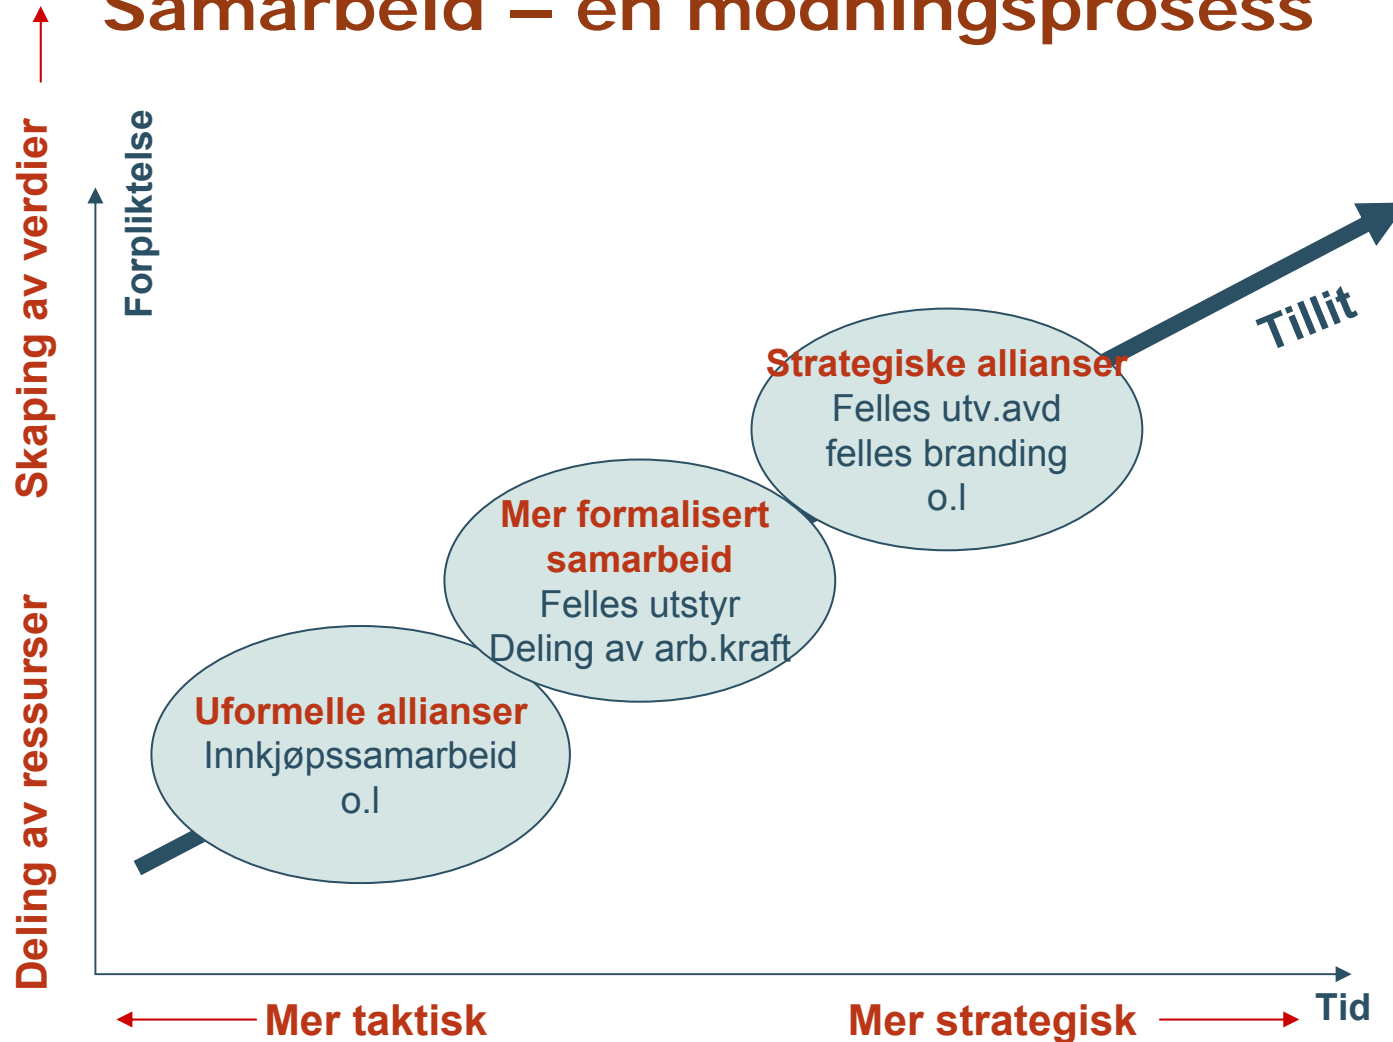 Samarbeid – en modningsprosess
Skaping av verdier
Forpliktelse
Tillit
Strategiske allianser
Felles utv.avd
felles branding
o.l
Mer formalisert
samarbeid
Felles utstyr
Deling av arb.kraft
Uformelle allianser
Innkjøpssamarbeid
o.l
Deling av ressurser
Tid
Mer taktisk
Mer strategisk